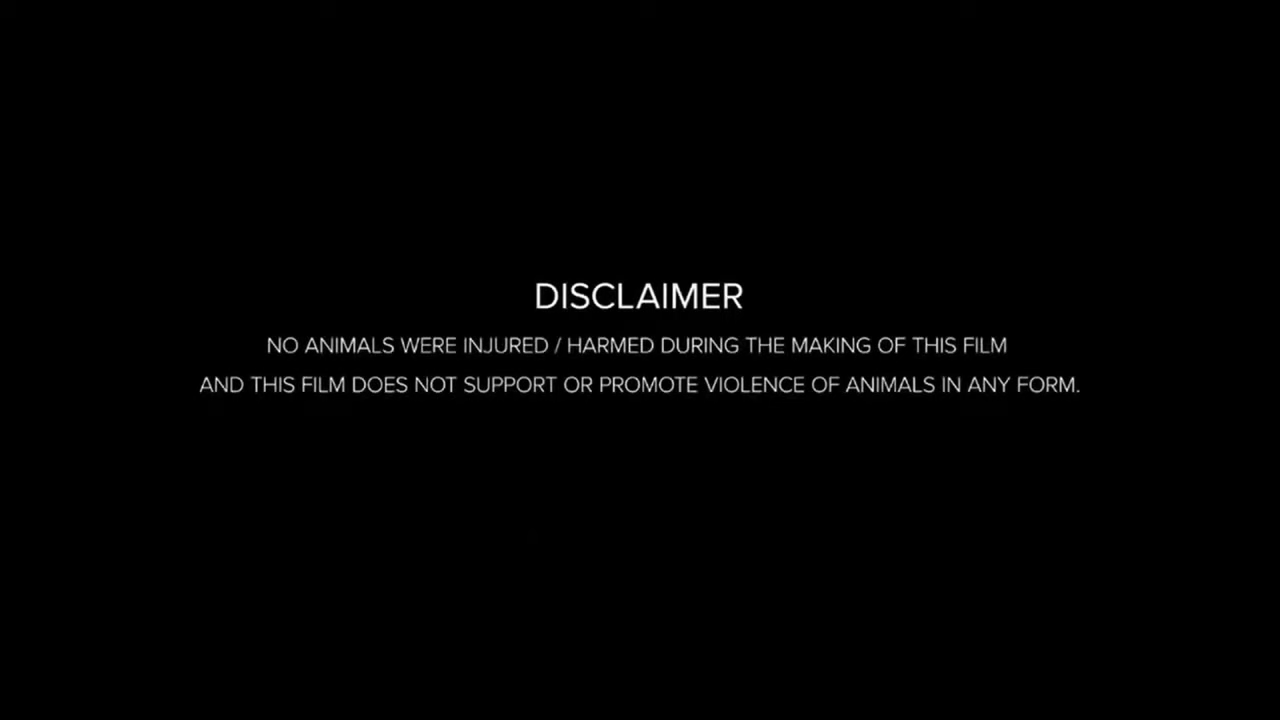 DISCLAIMER
NO ANIMALS WERE INJURED / HARMED DURING THE MAKING OF THIS FILM
AND THIS FILM DOES NOT SUPPORT OR PROMOTE VIOLENCE OF ANIMALS IN ANY FORM.